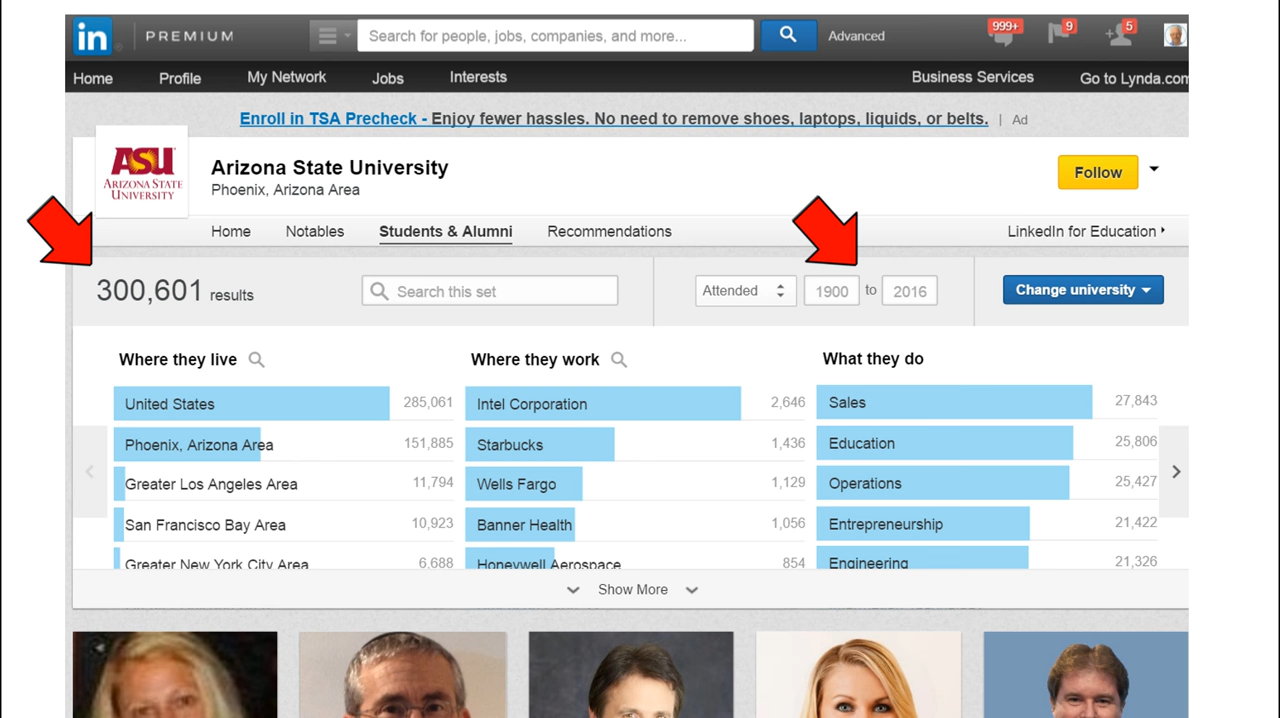 in PREMIUM Search for people, jobs, companies, and more... Advanced 999+ 9 5
Home Profile My Network Jobs Interests Business Services Go to Lynda.com
Enroll in TSA Precheck - Enjoy fewer hassles. No need to remove shoes, laptops, liquids, or belts. | Ad
ASU
ARIZONA STATE
UNIVERSITY
Arizona State University
Phoenix, Arizona Area
Follow
Home Notables Students & Alumni Recommendations LinkedIn for Education
300,601 results Search this set Attended 1900 to 2016 Change university
Where they live Where they work What they do
United States 285,061 Intel Corporation 2,646 Sales 27,843
Phoenix, Arizona Area 151,885 Starbucks 1,436 Education 25,806
Greater Los Angeles Area 11,794 Wells Fargo 1,129 Operations 25,427
San Francisco Bay Area 10,923 Banner Health 1,056 Entrepreneurship 21,422
Greater New York City Area 6,688 Honeywell Aerospace 854 Engineering 21,326
Show More